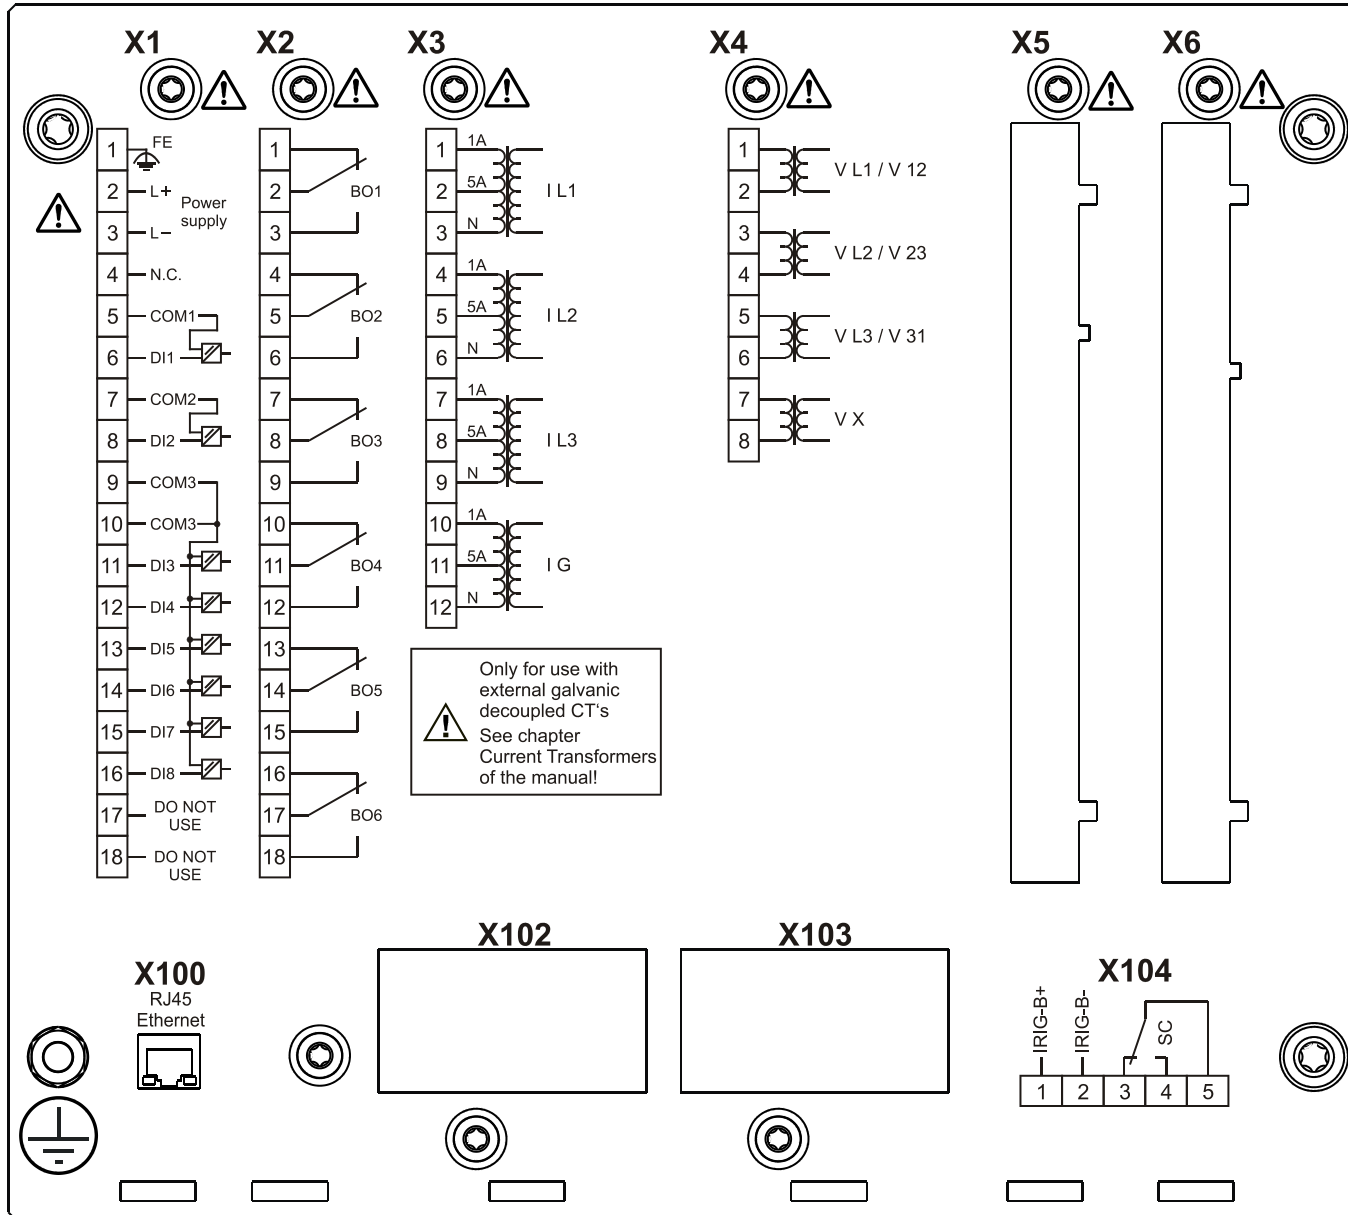 X1
X2
X3
X4
X5
X6
1 FE
2 L+
Power
supply
3 L–
4 N.C.
5 COM1
6 DI1
7 COM2
8 DI2
9 COM3
10 COM3
11 DI3
12 DI4
13 DI5
14 DI6
15 DI7
16 DI8
17 DO NOT
USE
18 DO NOT
USE
1
2 BO1
3
4
5 BO2
6
7
8 BO3
9
10
11 BO4
12
13
14 BO5
15
16
17 BO6
18
1 1A
2 5A I L1
3 N
4 1A
5 5A I L2
6 N
7 1A
8 5A I L3
9 N
10 1A
11 5A I G
12 N
Only for use with
external galvanic
decoupled CT‘s
See chapter
Current Transformers
of the manual!
1
V L1 / V 12
2
3
V L2 / V 23
4
5
V L3 / V 31
6
7
V X
8
X100
RJ45
Ethernet
X102
X103
X104
IRIG-B+
IRIG-B-
SC
1 2 3 4 5